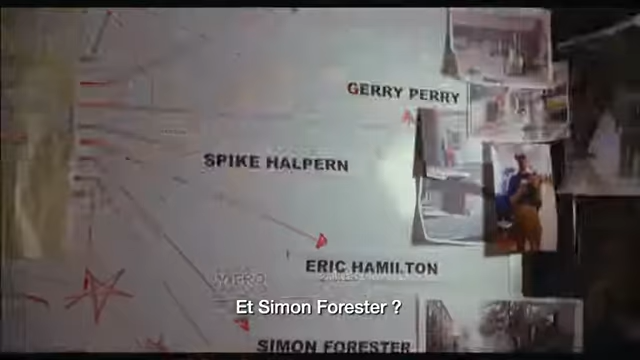 GERRY PERRY
SPIKE HALPERN
ERIC HAMILTON
Et Simon Forester ?
SIMON FORESTER